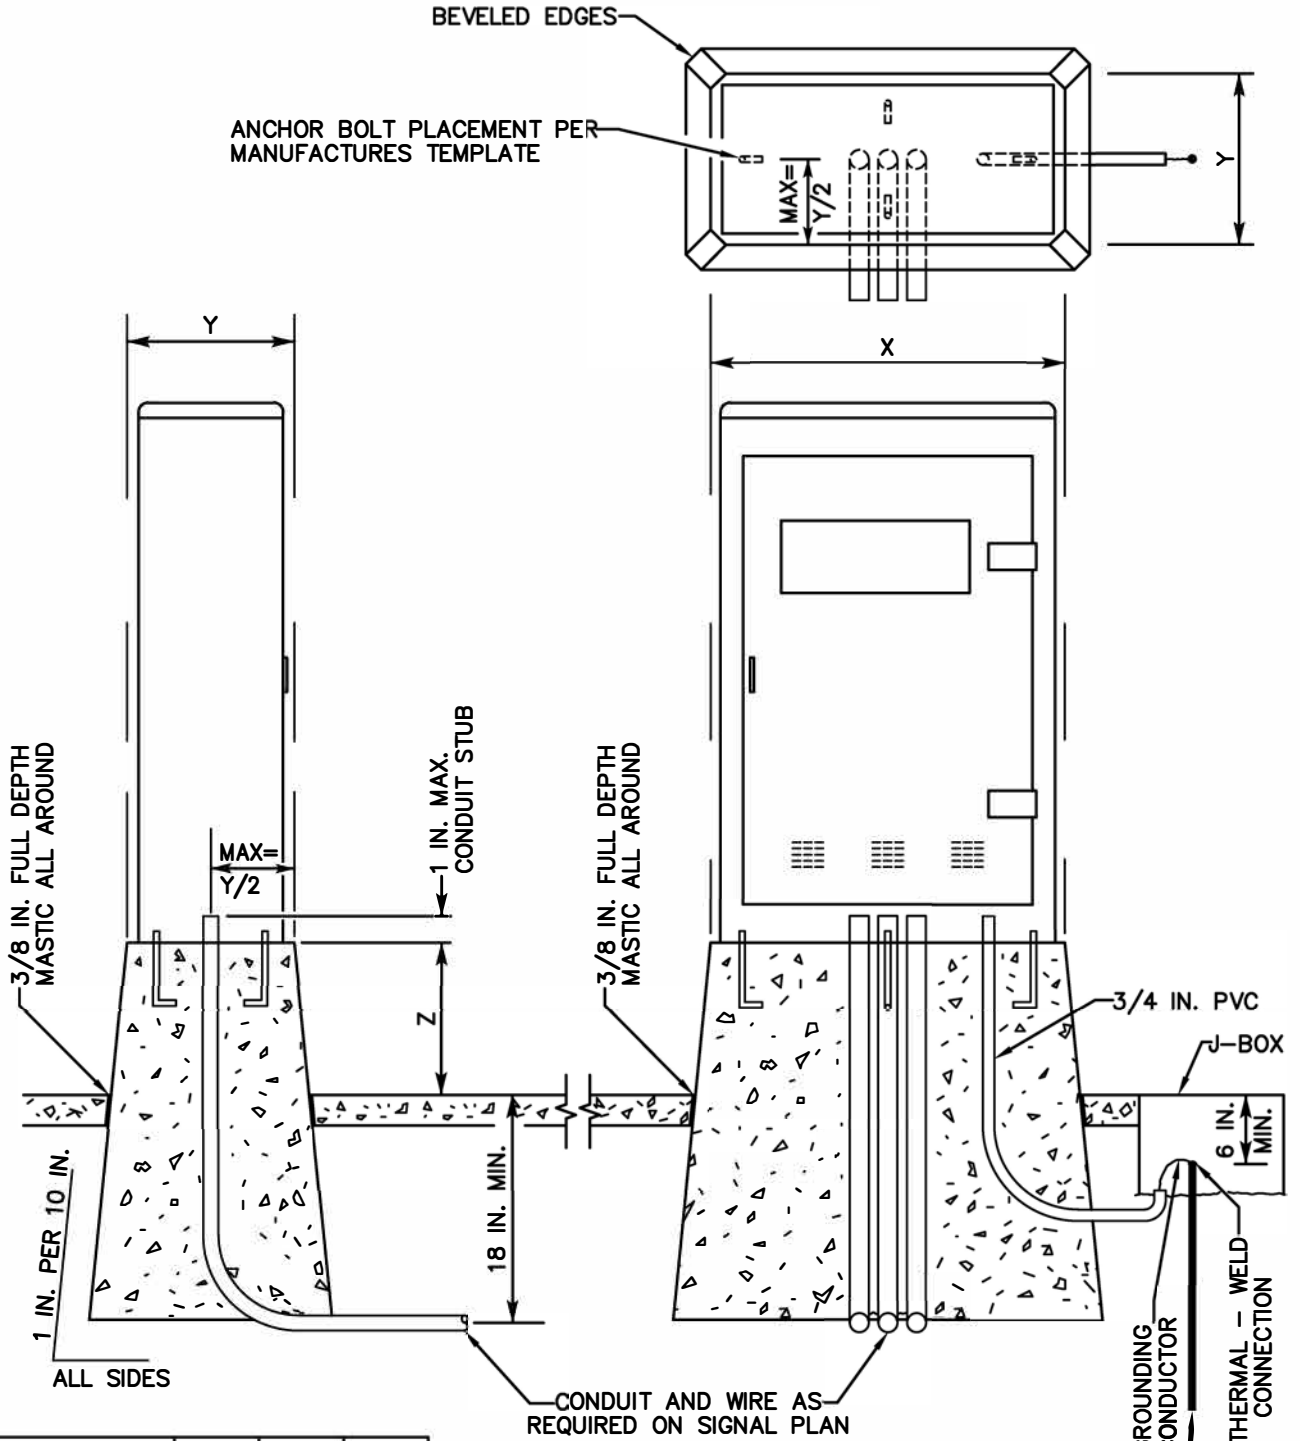 BEVELED EDGES
ANCHOR BOLT PLACEMENT PER
MANUFACTURES TEMPLATE
MAX=
Y/2
Y
Y
X
3/8 IN. FULL DEPTH
MASTIC ALL AROUND
1 IN. MAX.
CONDUIT STUB
MAX=
Y/2
3/8 IN. FULL DEPTH
MASTIC ALL AROUND
Z
3/4 IN. PVC
J-BOX
6 IN.
MIN.
18 IN. MIN.
1 IN. PER 10 IN.
ALL SIDES
CONDUIT AND WIRE AS
REQUIRED ON SIGNAL PLAN
THERMAL - WELD
CONNECTION